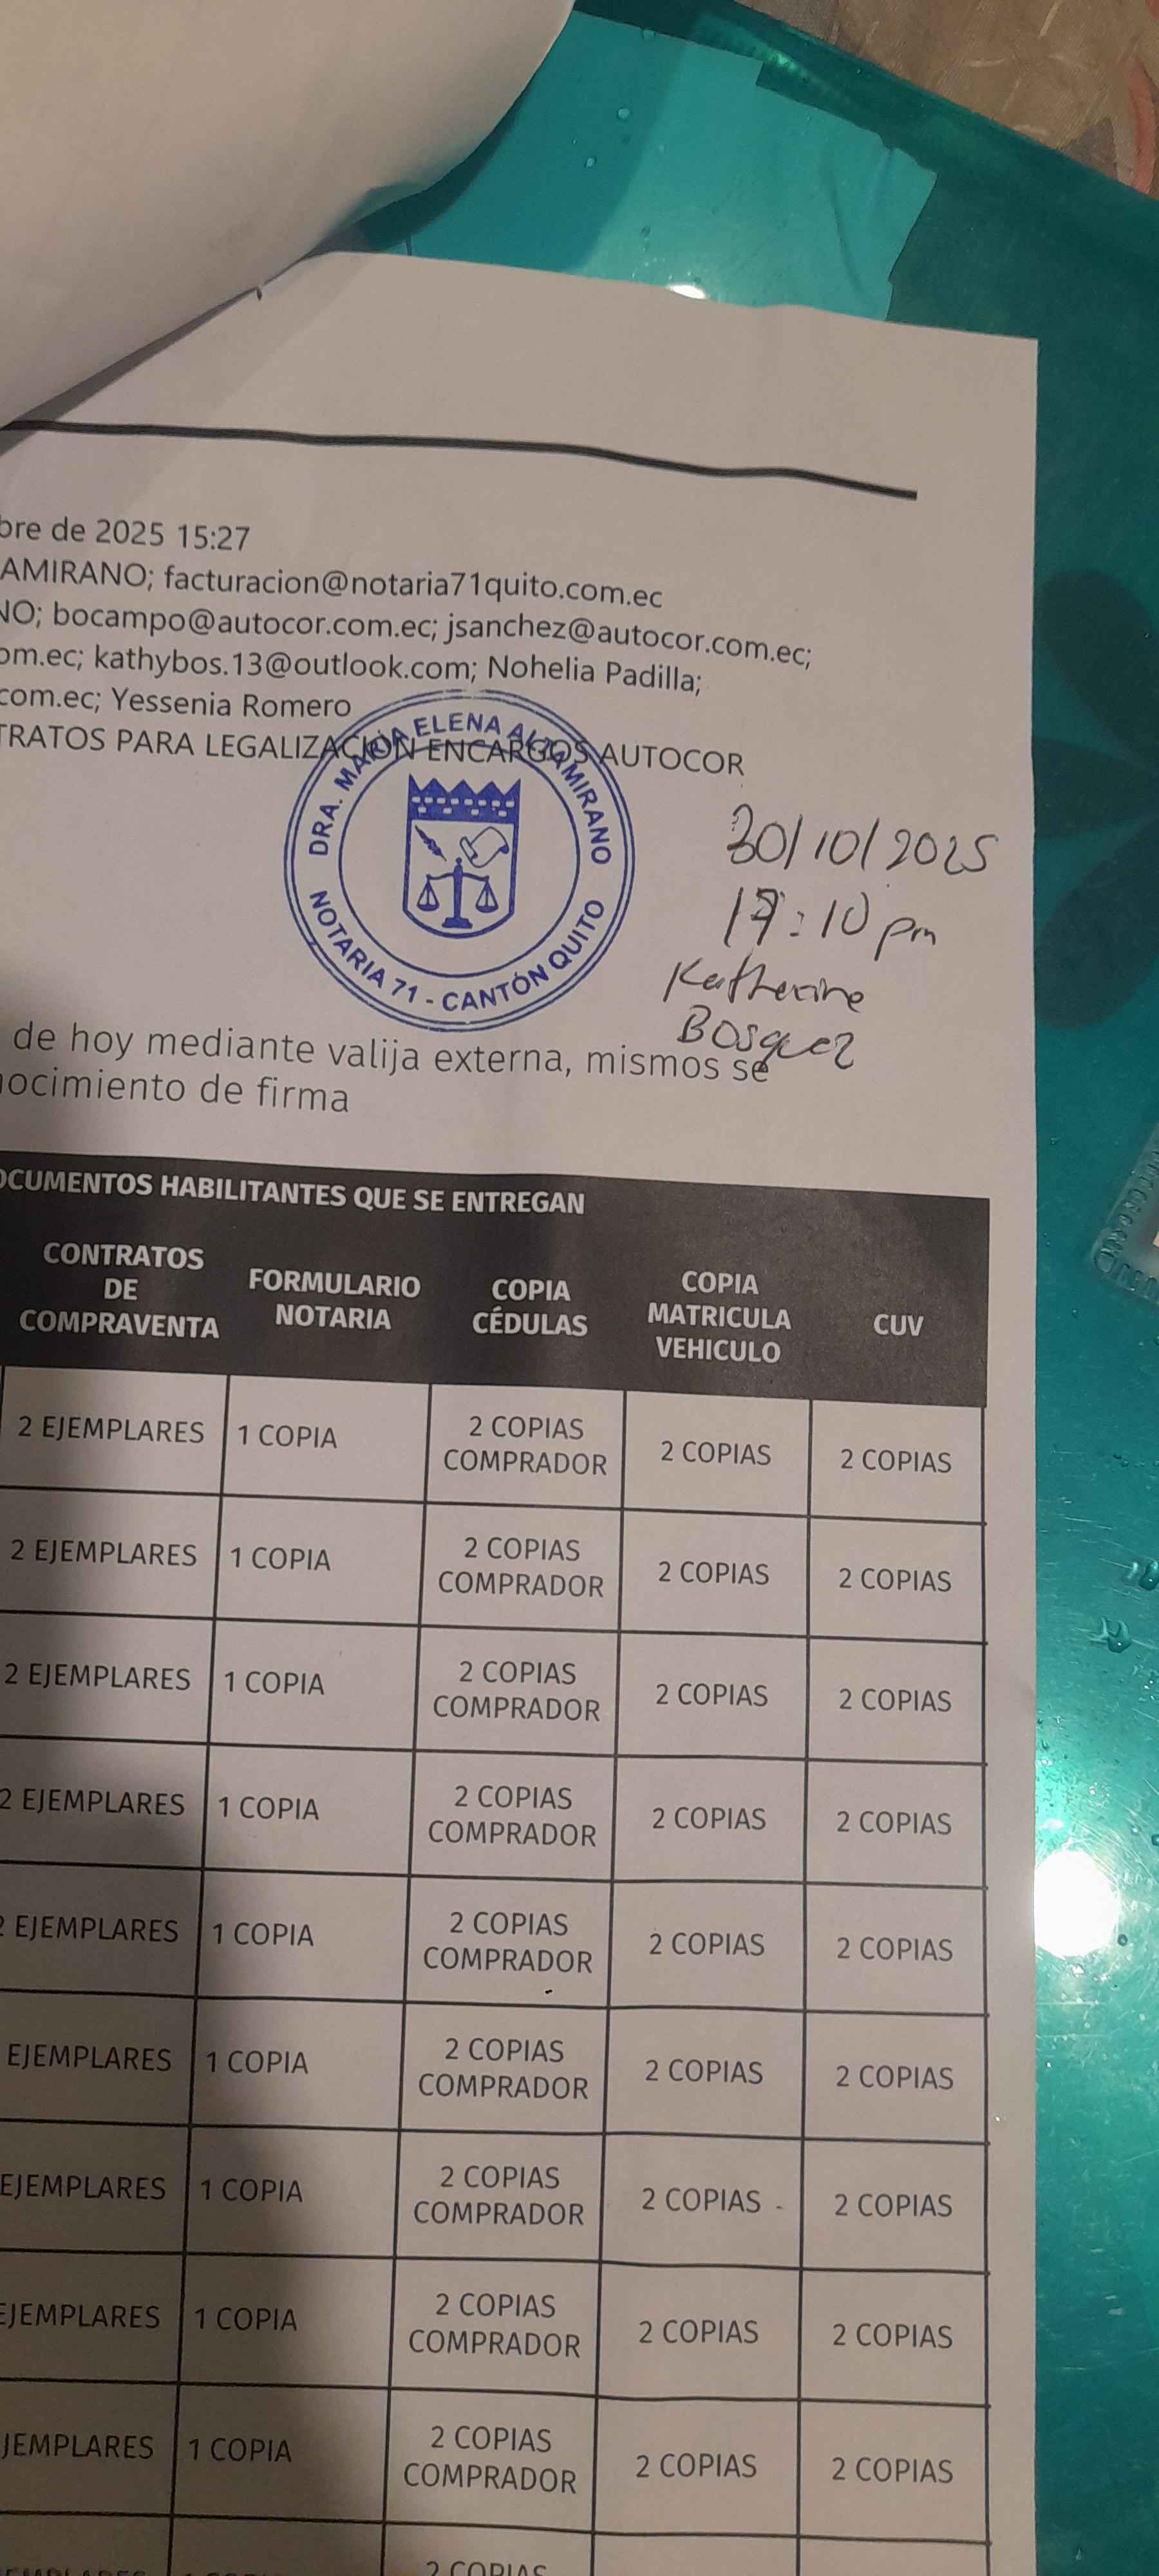 bre de 2025 15:27
AMIRANO; facturacion@notaria71quito.com.ec
NO; bocampo@autocor.com.ec; jsanchez@autocor.com.ec;
om.ec; kathybos.13@outlook.com; Nohelia Padilla;
com.ec; Yessenia Romero
TRATOS PARA LEGALIZACIÓN ENCARGOS AUTOCOR
DRA. MARIA ELENA ALTAMIRANO
NOTARIA 71 - CANTÓN QUITO
30/10/2025
17:10 pm
Katherine
Bosquez
de hoy mediante valija externa, mismos se
nocimiento de firma
OCUMENTOS HABILITANTES QUE SE ENTREGAN
CONTRATOS DE COMPRAVENTA FORMULARIO NOTARIA COPIA CÉDULAS COPIA MATRICULA VEHICULO CUV
2 EJEMPLARES 1 COPIA 2 COPIAS COMPRADOR 2 COPIAS 2 COPIAS
2 EJEMPLARES 1 COPIA 2 COPIAS COMPRADOR 2 COPIAS 2 COPIAS
2 EJEMPLARES 1 COPIA 2 COPIAS COMPRADOR 2 COPIAS 2 COPIAS
2 EJEMPLARES 1 COPIA 2 COPIAS COMPRADOR 2 COPIAS 2 COPIAS
2 EJEMPLARES 1 COPIA 2 COPIAS COMPRADOR 2 COPIAS 2 COPIAS
EJEMPLARES 1 COPIA 2 COPIAS COMPRADOR 2 COPIAS 2 COPIAS
EJEMPLARES 1 COPIA 2 COPIAS COMPRADOR 2 COPIAS - 2 COPIAS
EJEMPLARES 1 COPIA 2 COPIAS COMPRADOR 2 COPIAS 2 COPIAS
JEMPLARES 1 COPIA 2 COPIAS COMPRADOR 2 COPIAS 2 COPIAS
2 COPIAS